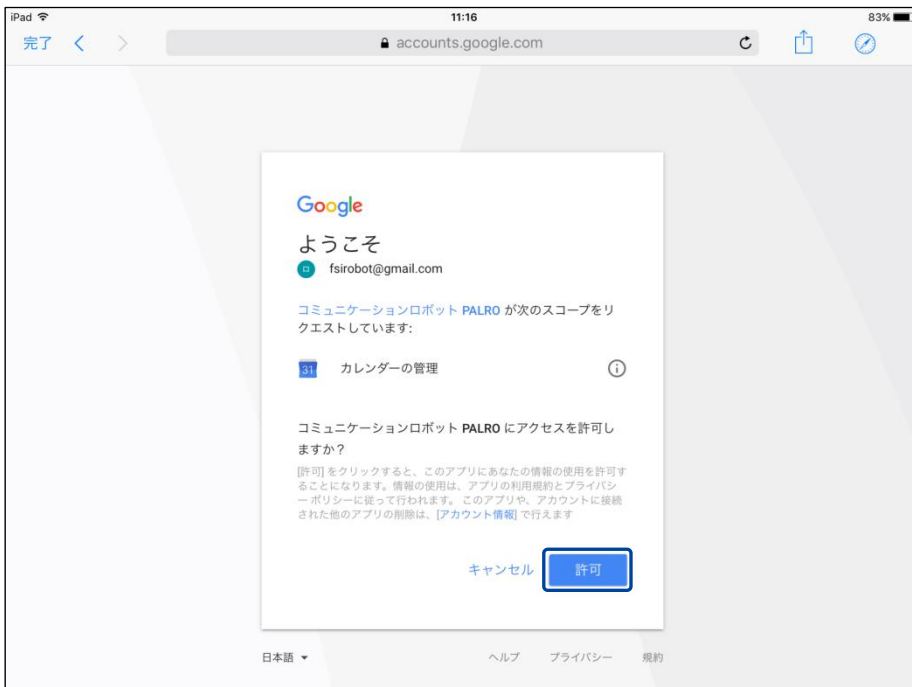 iPad 11:16 83%
完了 accounts.google.com
Google
ようこそ
ロ fsirobot@gmail.com
コミュニケーションロボット PALRO が次のスコープをリ
クエストしています:
31 カレンダーの管理
コミュニケーションロボット PALRO にアクセスを許可し
ますか？
[許可] をクリックすると、このアプリにあなたの情報の使用を許可す
ることになります。情報の使用は、アプリの利用規約とプライバシ
ー ポリシーに従って行われます。 このアプリや、アカウントに接続
された他のアプリの削除は、[アカウント情報] で行えます
キャンセル 許可
日本語 ヘルプ プライバシー 規約